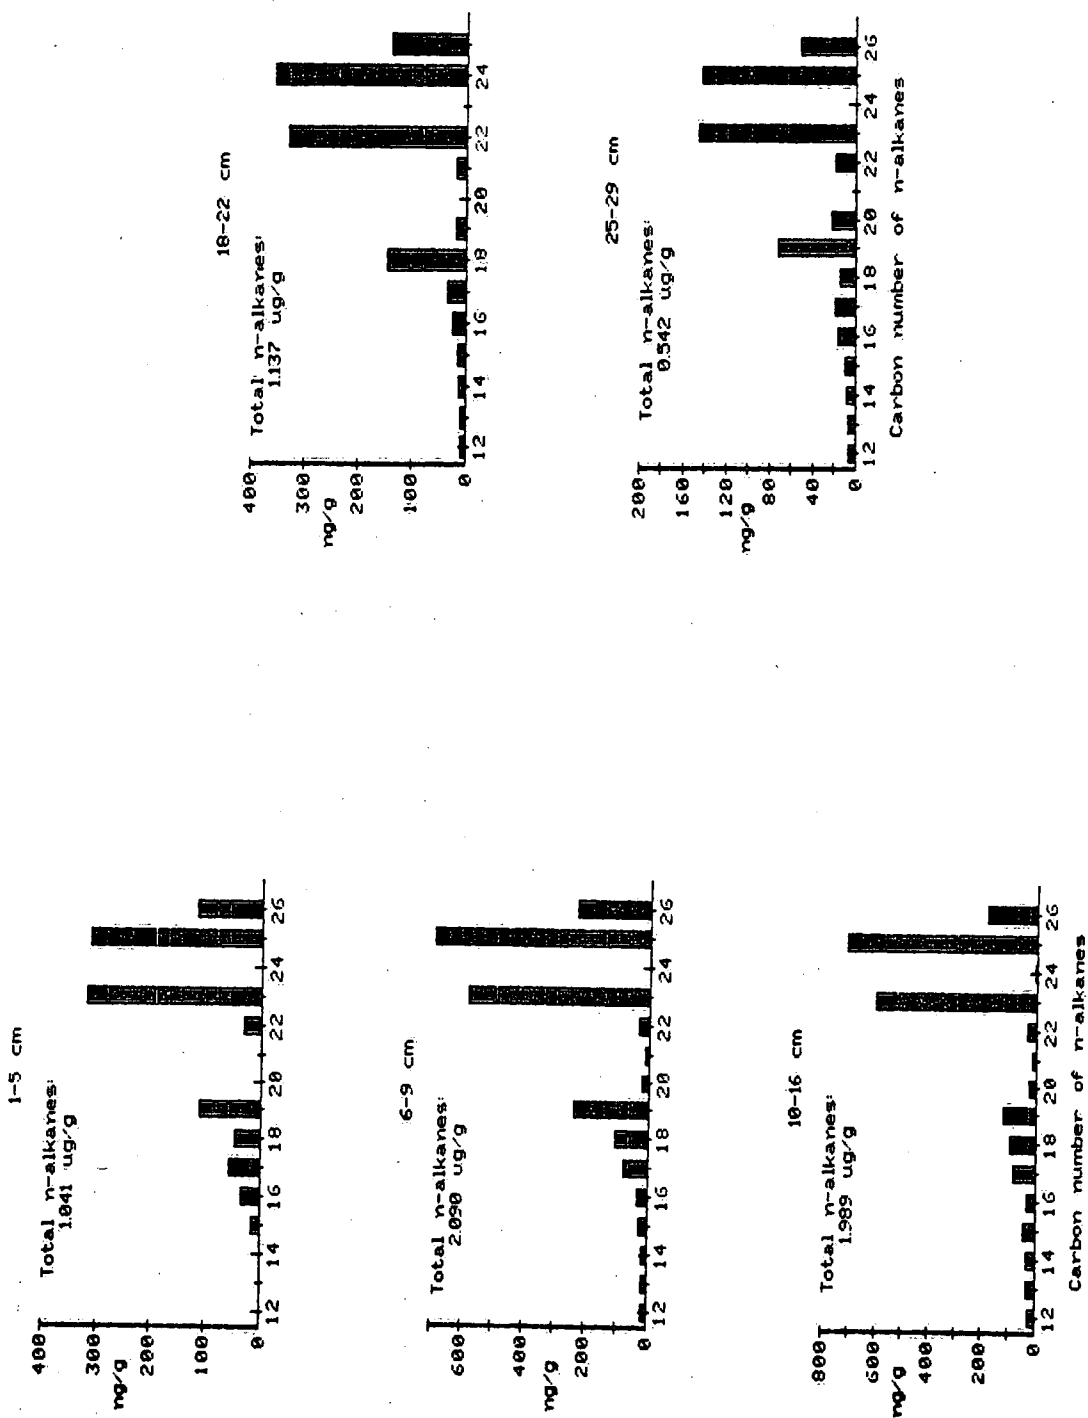 1-5 cm
Total n-alkanes:
1.041 ug/g
400
300
200
100
0
ng/g
12 14 16 18 20 22 24 26
6-9 cm
Total n-alkanes:
2.090 ug/g
600
400
200
0
ng/g
12 14 16 18 20 22 24 26
10-16 cm
Total n-alkanes:
1.989 ug/g
800
600
400
200
0
ng/g
12 14 16 18 20 22 24 26
Carbon number of n-alkanes
18-22 cm
Total n-alkanes:
1.137 ug/g
400
300
200
100
0
ng/g
12 14 16 18 20 22 24
25-29 cm
Total n-alkanes:
0.542 ug/g
200
160
120
80
40
0
ng/g
12 14 16 18 20 22 24 26
Carbon number of n-alkanes